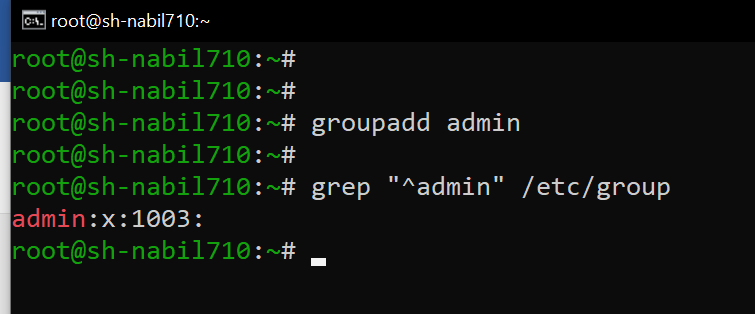 root@sh-nabil710:~
root@sh-nabil710:~#
root@sh-nabil710:~#
root@sh-nabil710:~# groupadd admin
root@sh-nabil710:~#
root@sh-nabil710:~# grep "^admin" /etc/group
admin:x:1003:
root@sh-nabil710:~#